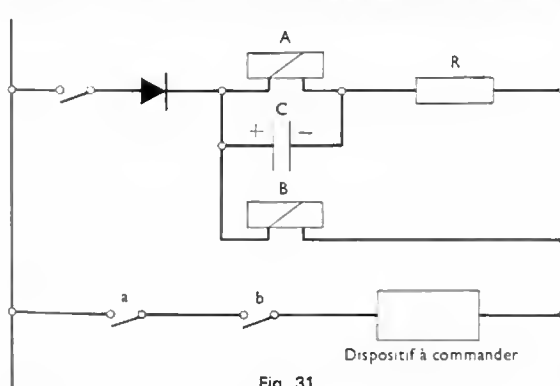 A
R
C
+ −
B
a
b
Dispositif à commander
Fig. 31